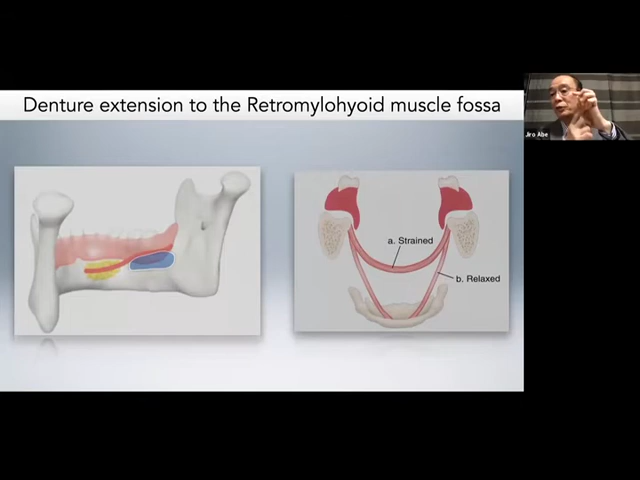 Denture extension to the Retromylohyoid muscle fossa
Jiro Abe
a. Strained
b. Relaxed